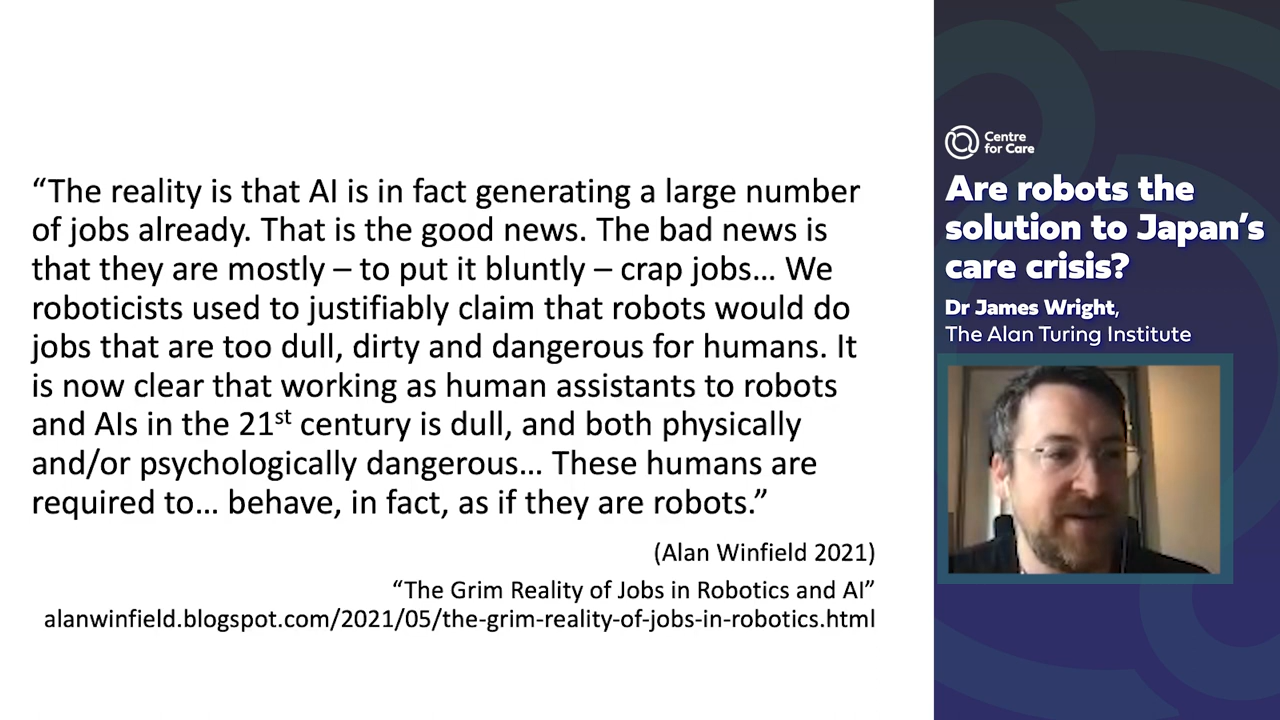 “The reality is that AI is in fact generating a large number
of jobs already. That is the good news. The bad news is
that they are mostly – to put it bluntly – crap jobs… We
roboticists used to justifiably claim that robots would do
jobs that are too dull, dirty and dangerous for humans. It
is now clear that working as human assistants to robots
and AIs in the 21st century is dull, and both physically
and/or psychologically dangerous… These humans are
required to… behave, in fact, as if they are robots.”
(Alan Winfield 2021)
“The Grim Reality of Jobs in Robotics and AI”
alanwinfield.blogspot.com/2021/05/the-grim-reality-of-jobs-in-robotics.html
Centre
for Care
Are robots the
solution to Japan’s
care crisis?
Dr James Wright,
The Alan Turing Institute